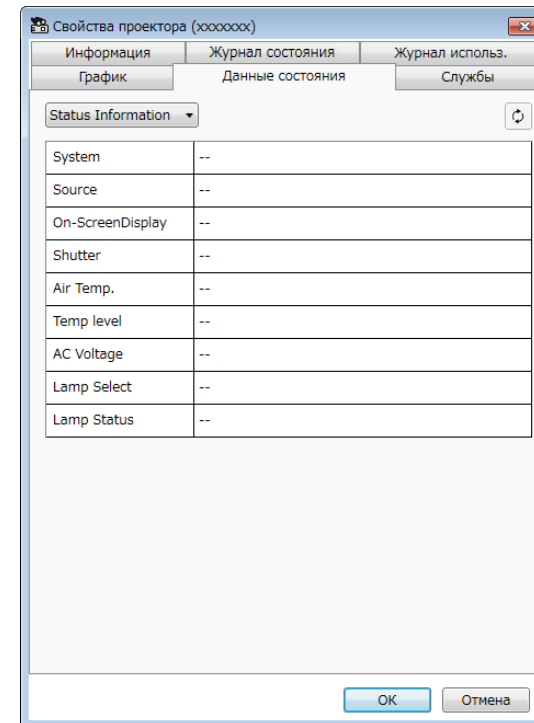 Свойства проектора (xxxxxxx)
Информация Журнал состояния Журнал использ.
График Данные состояния Службы
Status Information
System --
Source --
On-ScreenDisplay --
Shutter --
Air Temp. --
Temp level --
AC Voltage --
Lamp Select --
Lamp Status --
OK Отмена